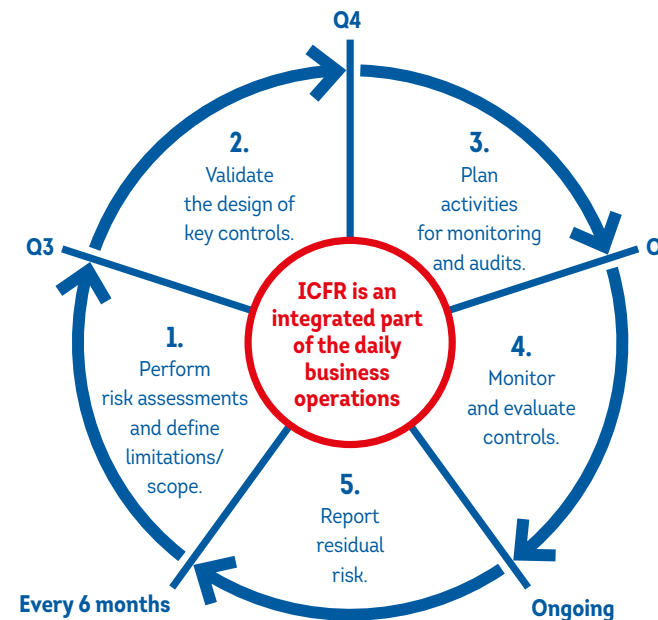 Q4
2.
Validate
the design of
key controls.
3.
Plan
activities
for monitoring
and audits.
Q3
ICFR is an
integrated part
of the daily
business
operations
1.
Perform
risk assessments
and define
limitations/
scope.
4.
Monitor
and evaluate
controls.
5.
Report
residual
risk.
Every 6 months
Ongoing